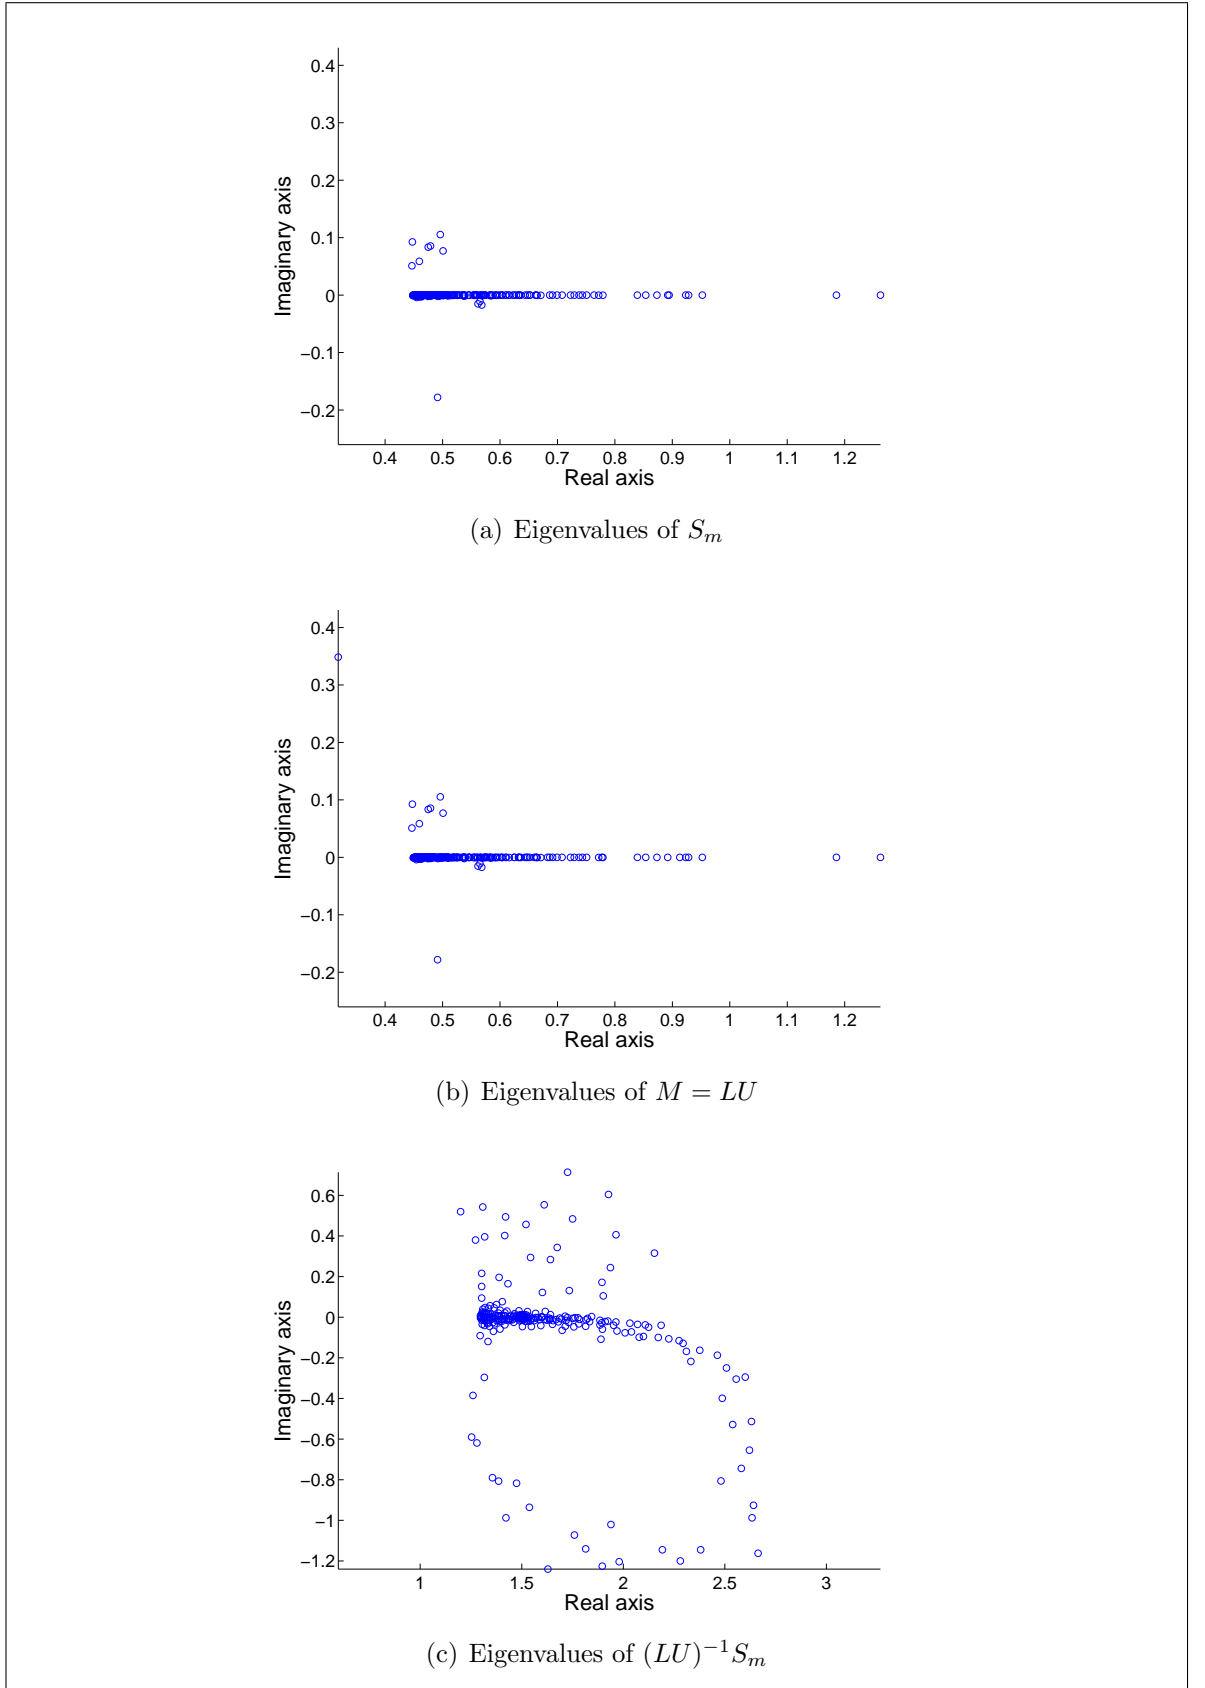 0.4
0.3
0.2
0.1
0
−0.1
−0.2
Imaginary axis
0.4 0.5 0.6 0.7 0.8 0.9 1 1.1 1.2
Real axis
(a) Eigenvalues of Sₘ
0.4
0.3
0.2
0.1
0
−0.1
−0.2
Imaginary axis
0.4 0.5 0.6 0.7 0.8 0.9 1 1.1 1.2
Real axis
(b) Eigenvalues of M = LU
0.6
0.4
0.2
0
−0.2
−0.4
−0.6
−0.8
−1
−1.2
Imaginary axis
1 1.5 2 2.5 3
Real axis
(c) Eigenvalues of (LU)⁻¹Sₘ